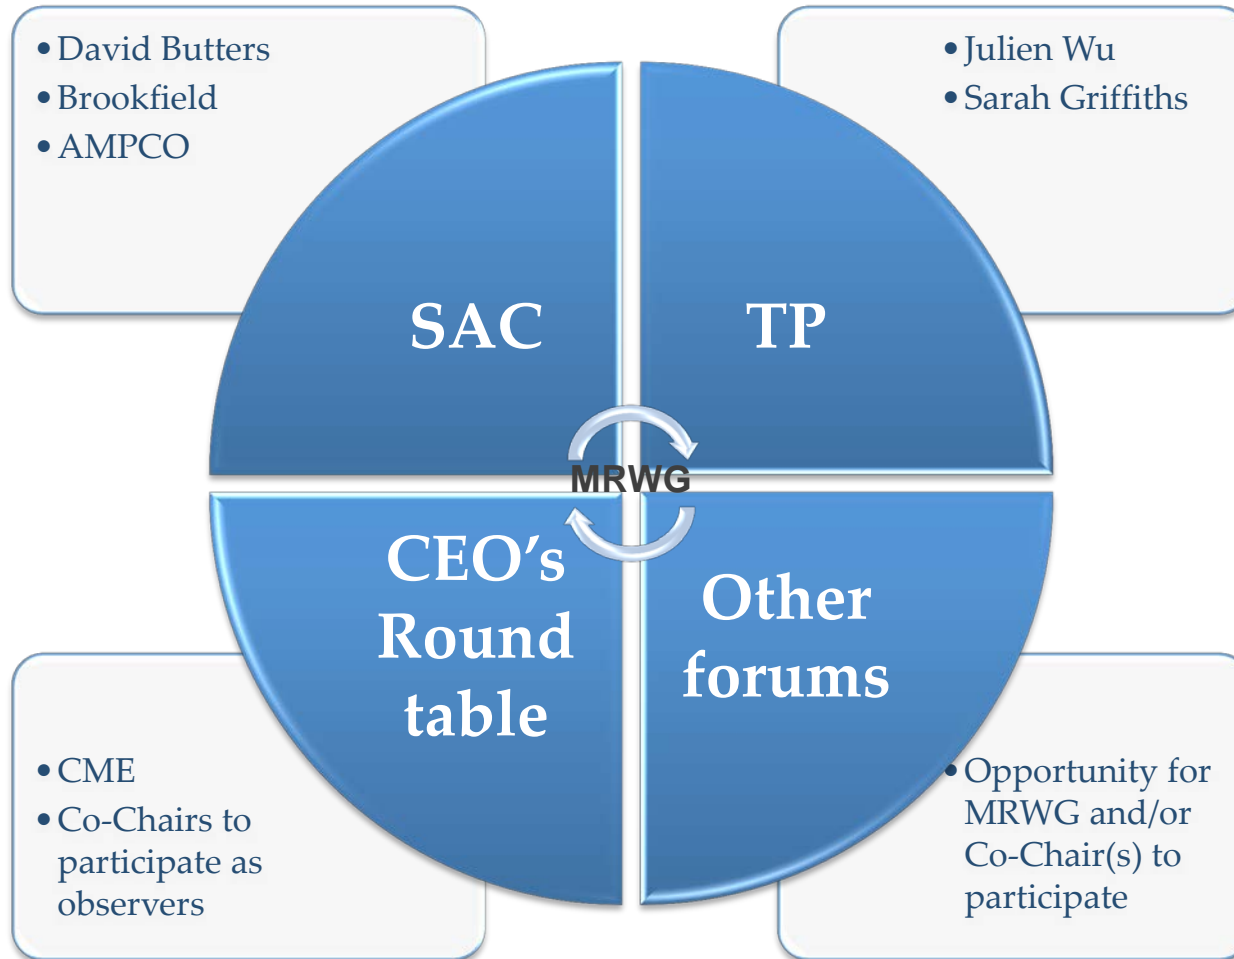 • David Butters
• Brookfield
• AMPCO
• Julien Wu
• Sarah Griffiths
SAC
TP
MRWG
CEO’s
Round
table
Other
forums
• CME
• Co-Chairs to
participate as
observers
• Opportunity for
MRWG and/or
Co-Chair(s) to
participate